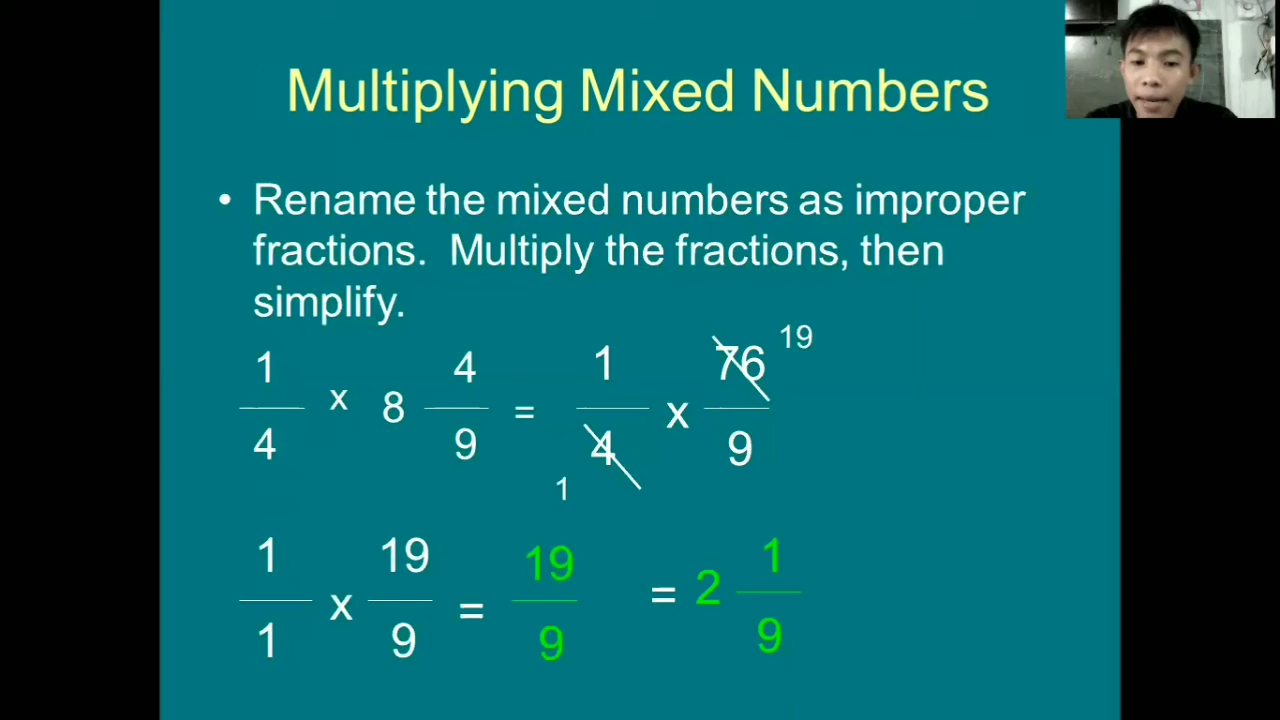 Multiplying Mixed Numbers
• Rename the mixed numbers as improper
fractions. Multiply the fractions, then
simplify.
1/4 x 8 4/9 = 1/4 x 76/9
19
1
1/1 x 19/9 = 19/9 = 2 1/9